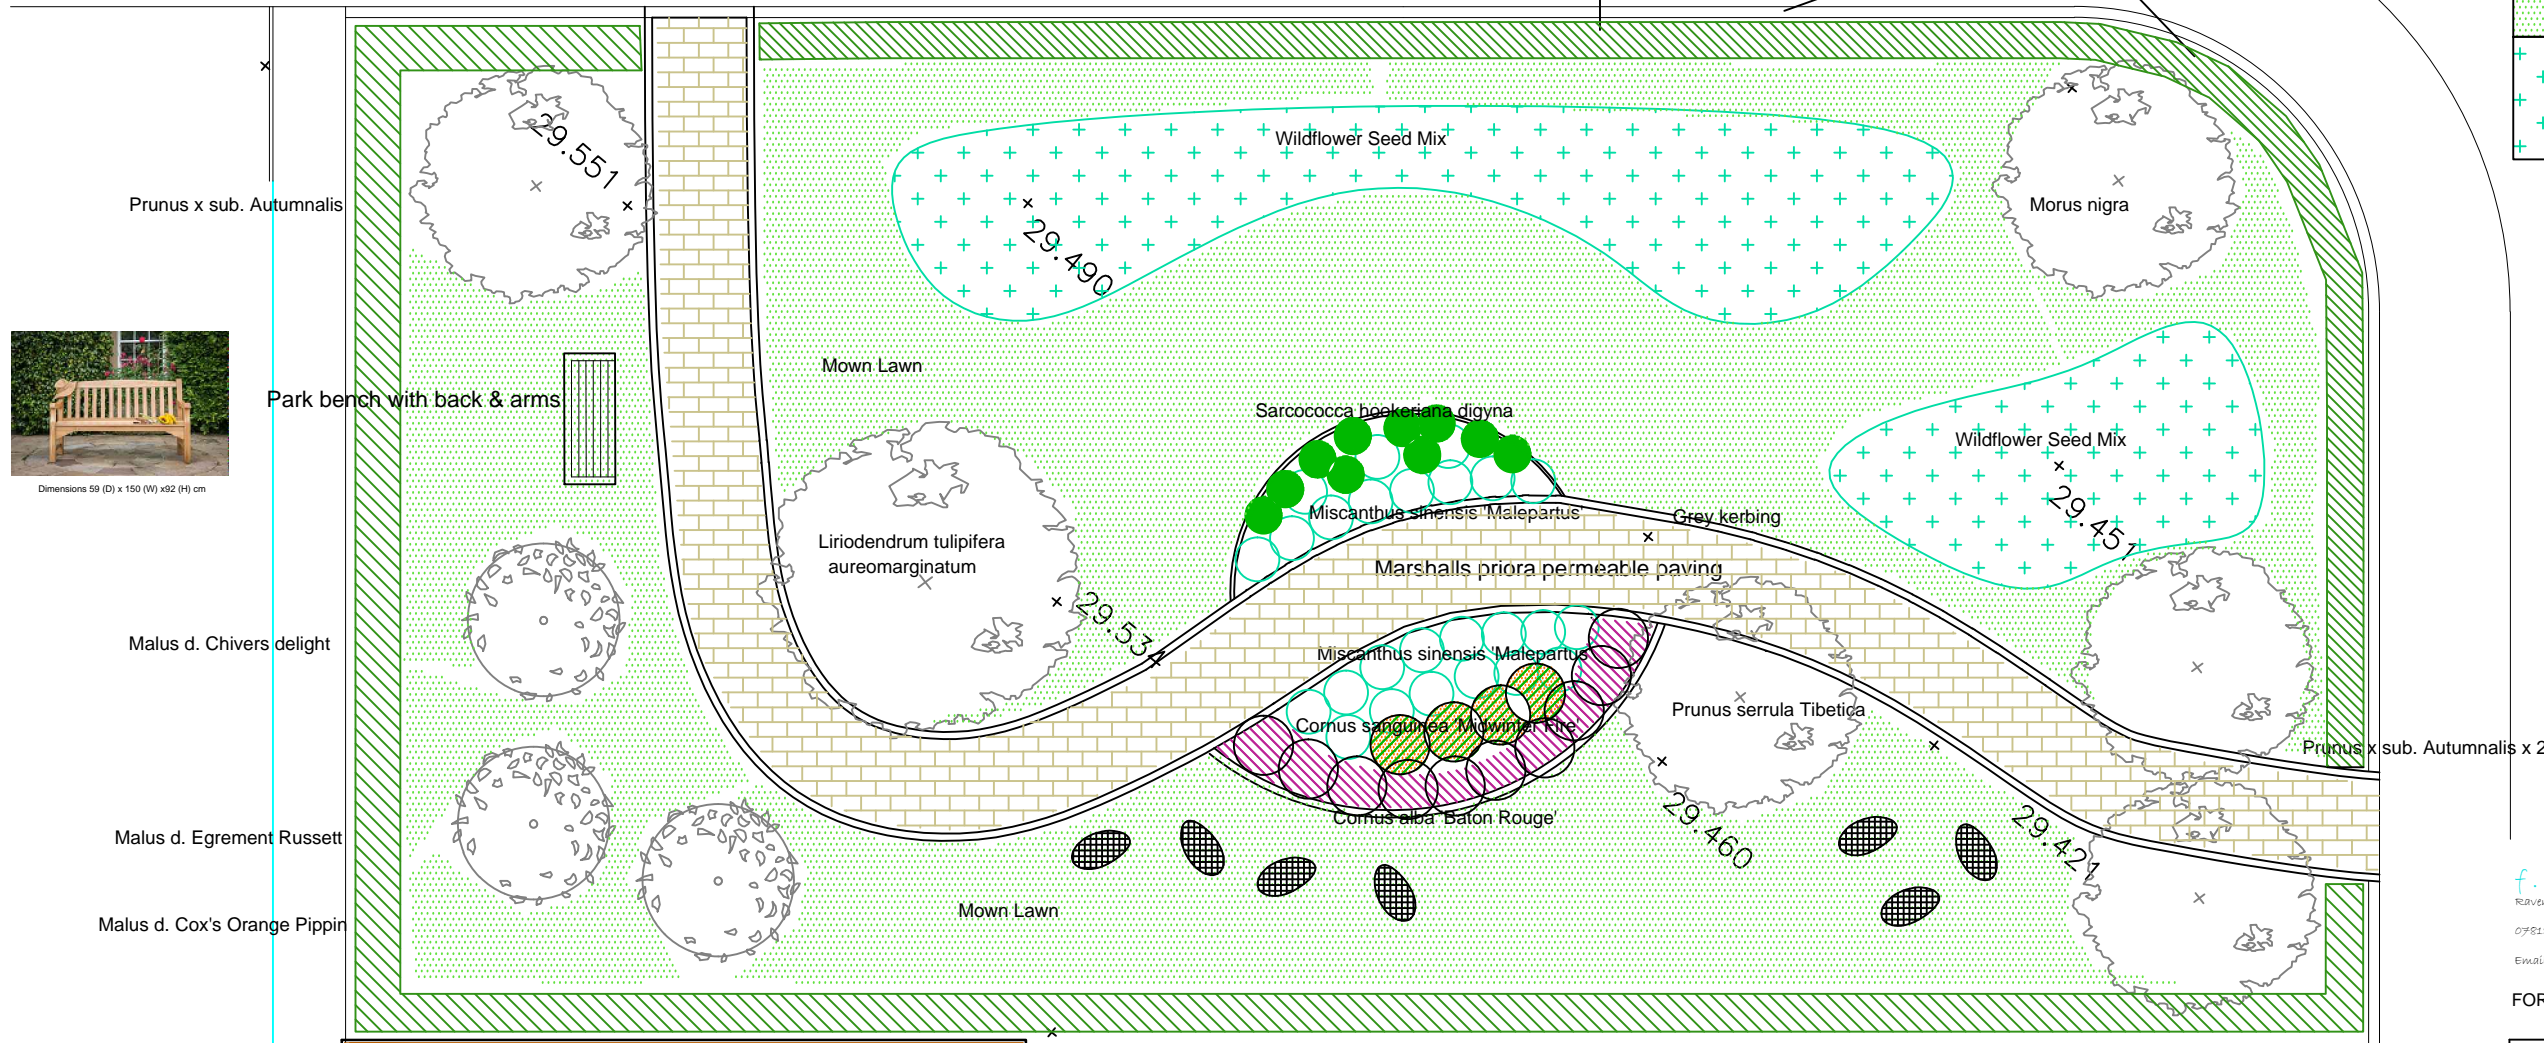 29.551
Wildflower Seed Mix
Prunus x sub. Autumnalis
Morus nigra
29.490
Mown Lawn
Park bench with back & arms
Sarcococca hookeriana digyna
Wildflower Seed Mix
Dimensions 59 (D) x 150 (W) x92 (H) cm
Miscanthus sinensis 'Malepartus'
Grey kerbing
29.451
Liriodendrum tulipifera
aureomarginatum
Marshalls priora permeable paving
29.534
Malus d. Chivers delight
Miscanthus sinensis 'Malepartus'
Prunus serrula Tibetica
Cornus sanguinea 'Midwinter Fire'
Prunus x sub. Autumnalis x 2
Cornus alba 'Baton Rouge'
29.460
29.421
Malus d. Egrement Russett
Mown Lawn
Malus d. Cox's Orange Pippin
f.
Raven
0781
Emai
FOR